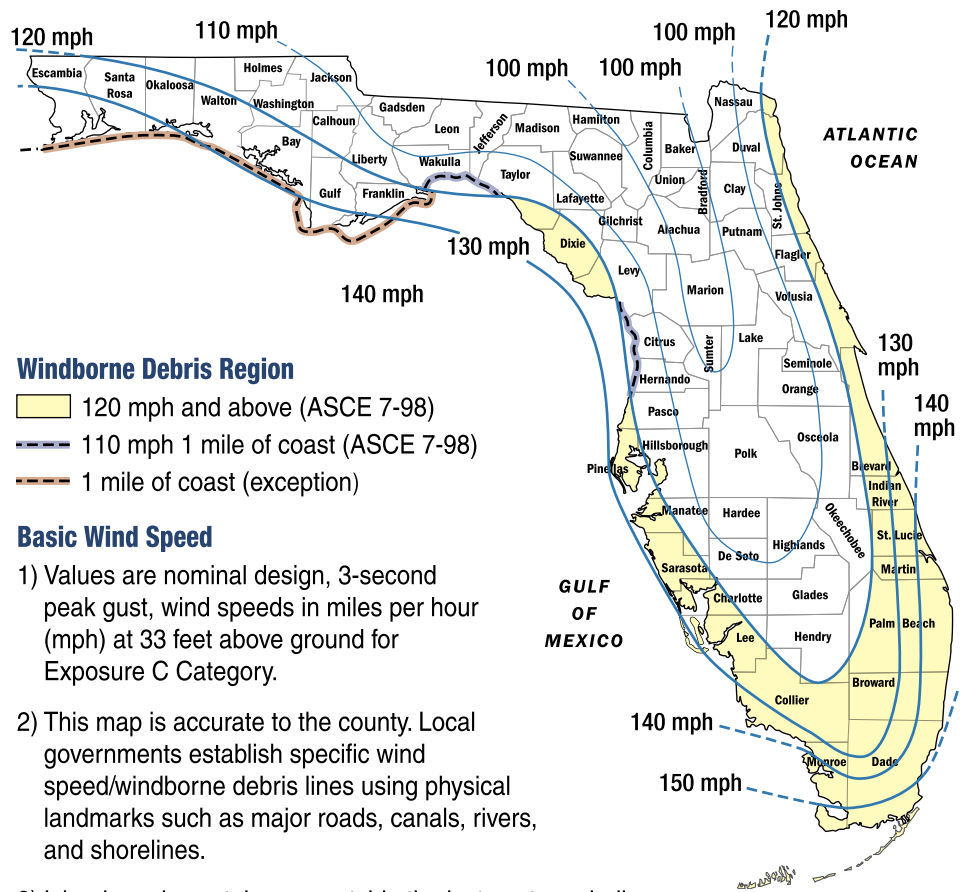 120 mph
110 mph
100 mph
100 mph
100 mph
120 mph
Escambia
Santa
Rosa
Okaloosa
Walton
Holmes
Washington
Jackson
Calhoun
Bay
Gulf
Liberty
Franklin
Gadsden
Leon
Wakulla
Jefferson
Madison
Taylor
Hamilton
Suwannee
Lafayette
Dixie
Columbia
Baker
Union
Bradford
Gilchrist
Alachua
Levy
Nassau
Duval
Clay
St. Johns
Putnam
Flagler
Marion
Volusia
Citrus
Sumter
Lake
Hernando
Seminole
Orange
Pasco
Hillsborough
Pinellas
Polk
Osceola
Brevard
Indian
River
Manatee
Hardee
Okeechobee
St. Lucie
Highlands
De Soto
Sarasota
Martin
Charlotte
Glades
Lee
Hendry
Palm Beach
Collier
Broward
Monroe
Dade
ATLANTIC
OCEAN
130 mph
140 mph
130
mph
140
mph
GULF
OF
MEXICO
140 mph
150 mph
Windborne Debris Region
120 mph and above (ASCE 7-98)
110 mph 1 mile of coast (ASCE 7-98)
1 mile of coast (exception)
Basic Wind Speed
1) Values are nominal design, 3-second
peak gust, wind speeds in miles per hour
(mph) at 33 feet above ground for
Exposure C Category.
2) This map is accurate to the county. Local
governments establish specific wind
speed/windborne debris lines using physical
landmarks such as major roads, canals, rivers,
and shorelines.